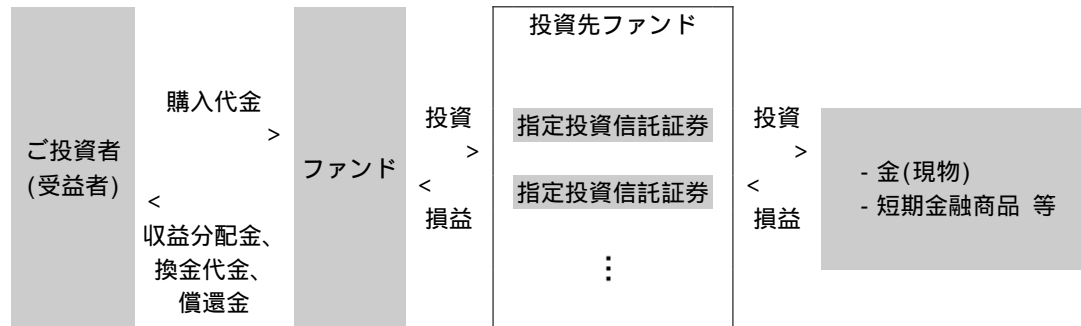 ご投資者
(受益者)
購入代金
>
<
収益分配金、
換金代金、
償還金
ファンド
投資
>
<
損益
投資先ファンド
指定投資信託証券
指定投資信託証券
⋮
投資
>
<
損益
- 金(現物)
- 短期金融商品 等